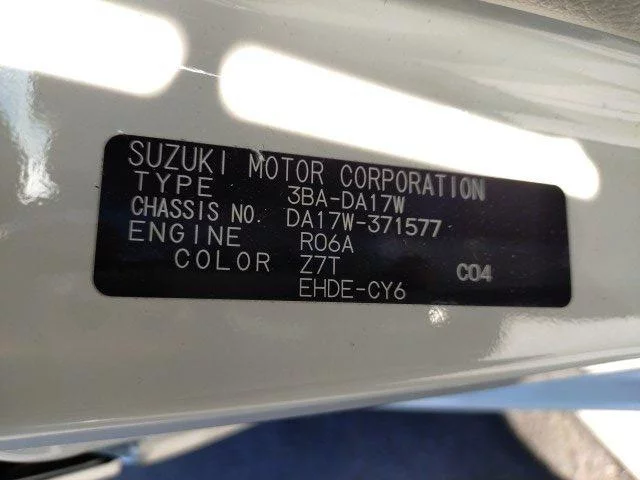 SUZUKI MOTOR CORPORATION
TYPE 3BA-DA17W
CHASSIS NO. DA17W-371577
ENGINE R06A
COLOR Z7T C04
EHDE-CY6